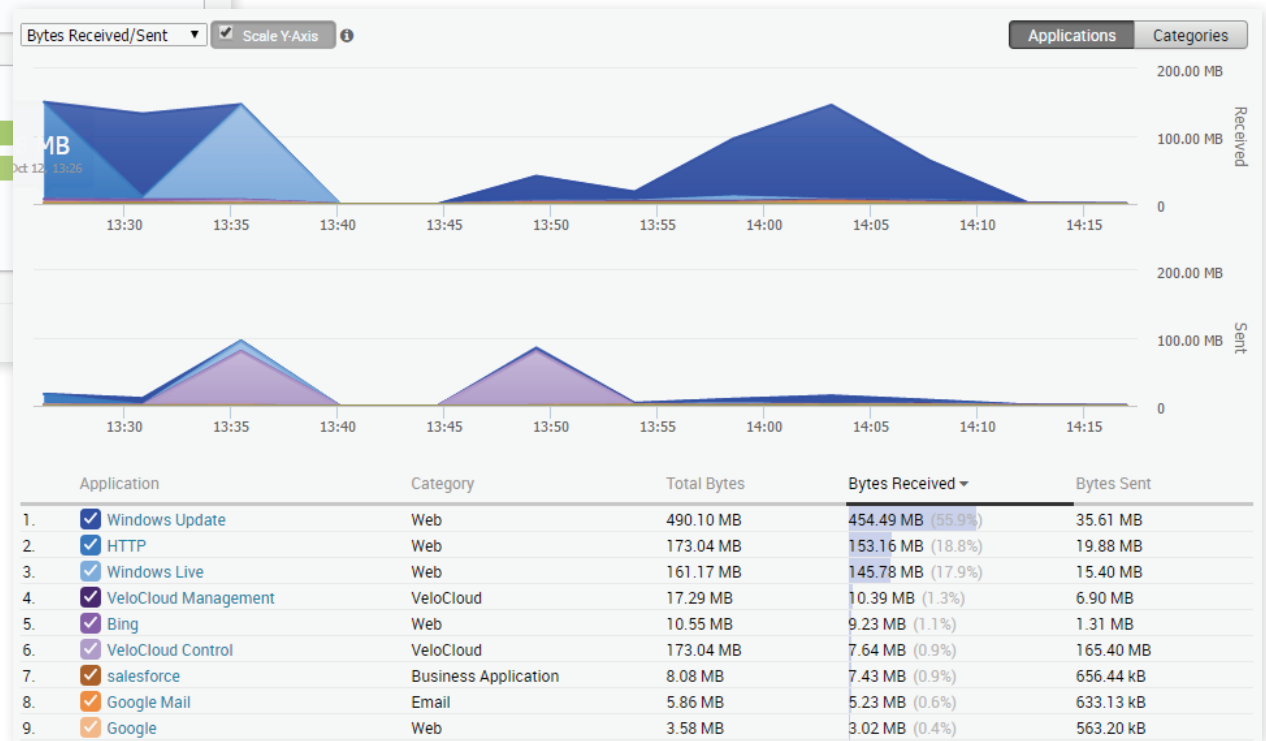 Bytes Received/Sent ▼ Scale Y-Axis Applications Categories
200.00 MB
Received
100.00 MB
MB
Oct 12, 13:26
0
13:30 13:35 13:40 13:45 13:50 13:55 14:00 14:05 14:10 14:15
200.00 MB
Sent
100.00 MB
0
13:30 13:35 13:40 13:45 13:50 13:55 14:00 14:05 14:10 14:15
Application Category Total Bytes Bytes Received Bytes Sent
1. Windows Update Web 490.10 MB 454.49 MB (55.9%) 35.61 MB
2. HTTP Web 173.04 MB 153.16 MB (18.8%) 19.88 MB
3. Windows Live Web 161.17 MB 145.78 MB (17.9%) 15.40 MB
4. VeloCloud Management VeloCloud 17.29 MB 10.39 MB (1.3%) 6.90 MB
5. Bing Web 10.55 MB 9.23 MB (1.1%) 1.31 MB
6. VeloCloud Control VeloCloud 173.04 MB 7.64 MB (0.9%) 165.40 MB
7. salesforce Business Application 8.08 MB 7.43 MB (0.9%) 656.44 kB
8. Google Mail Email 5.86 MB 5.23 MB (0.6%) 633.13 kB
9. Google Web 3.58 MB 3.02 MB (0.4%) 563.20 kB